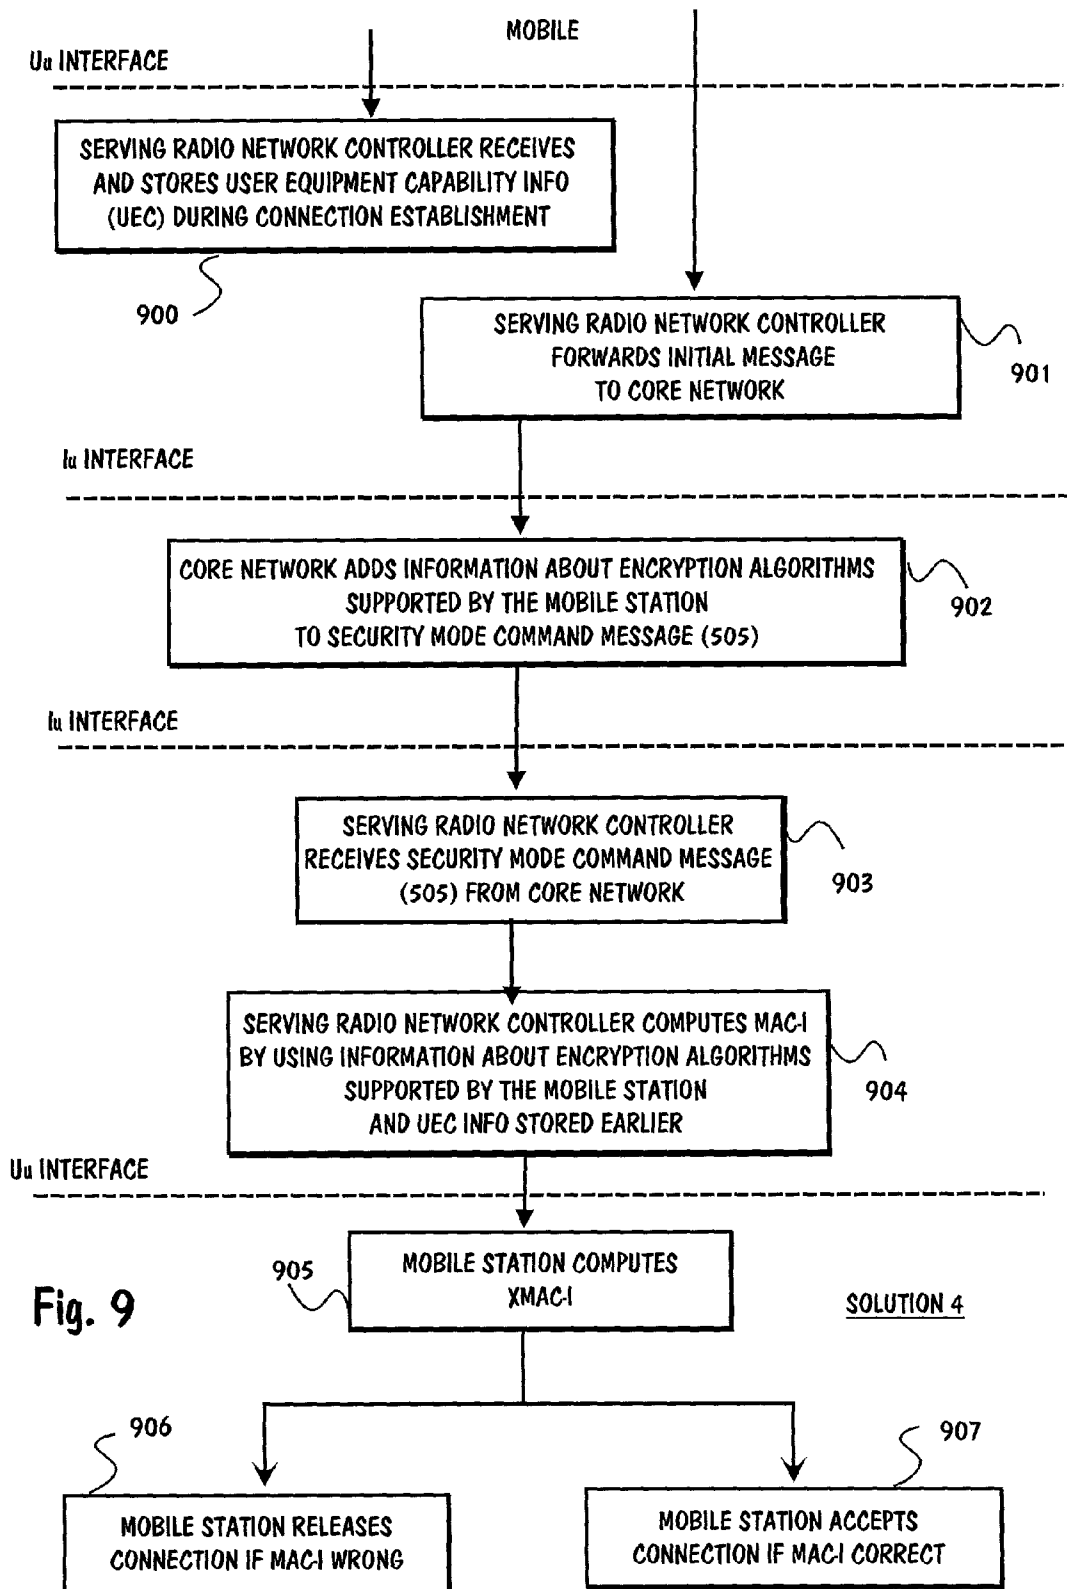 MOBILE
Uu INTERFACE
SERVING RADIO NETWORK CONTROLLER RECEIVES
AND STORES USER EQUIPMENT CAPABILITY INFO
(UEC) DURING CONNECTION ESTABLISHMENT
900
SERVING RADIO NETWORK CONTROLLER
FORWARDS INITIAL MESSAGE
TO CORE NETWORK
901
Iu INTERFACE
CORE NETWORK ADDS INFORMATION ABOUT ENCRYPTION ALGORITHMS
SUPPORTED BY THE MOBILE STATION
TO SECURITY MODE COMMAND MESSAGE (505)
902
Iu INTERFACE
SERVING RADIO NETWORK CONTROLLER
RECEIVES SECURITY MODE COMMAND MESSAGE
(505) FROM CORE NETWORK
903
SERVING RADIO NETWORK CONTROLLER COMPUTES MAC-I
BY USING INFORMATION ABOUT ENCRYPTION ALGORITHMS
SUPPORTED BY THE MOBILE STATION
AND UEC INFO STORED EARLIER
904
Uu INTERFACE
MOBILE STATION COMPUTES
XMAC-I
905
Fig. 9
SOLUTION 4
906
907
MOBILE STATION RELEASES
CONNECTION IF MAC-I WRONG
MOBILE STATION ACCEPTS
CONNECTION IF MAC-I CORRECT